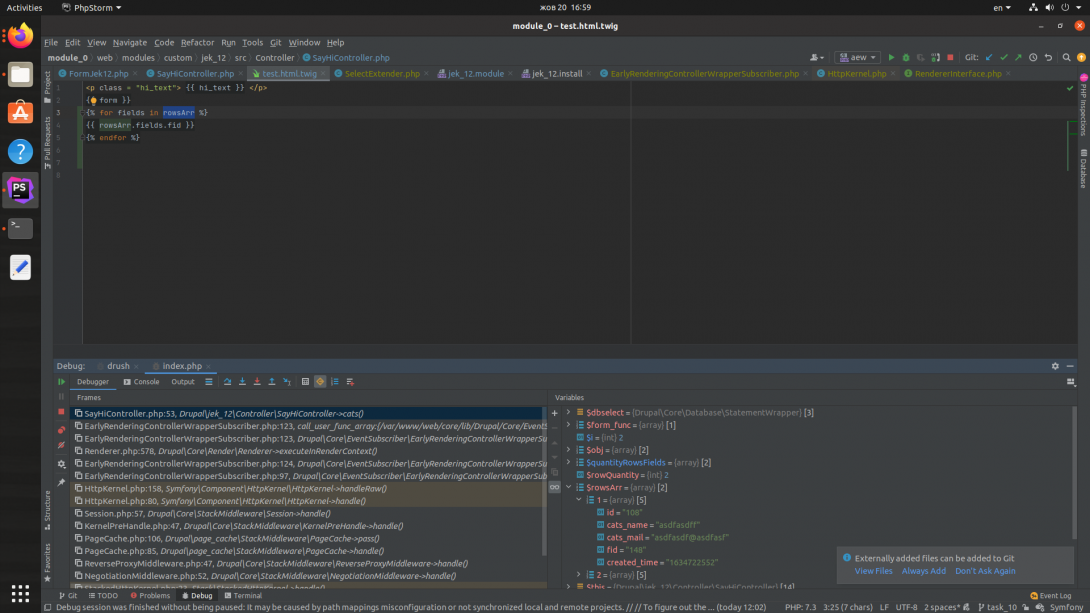 Activities PhpStorm жов 20 16:59 en
module_0 – test.html.twig
File Edit View Navigate Code Refactor Run Tools Git Window Help
module_0 web modules custom jek_12 src Controller SayHiController.php aew Git:
FormJek12.php SayHiController.php test.html.twig SelectExtender.php jek_12.module jek_12.install EarlyRenderingControllerWrapperSubscriber.php HttpKernel.php RendererInterface.php
Project
Pull Requests
Structure
Favorites
PHP Inspections
Database
1 <p class = "hi_text"> {{ hi_text }} </p>
2 form }}
3 {% for fields in rowsArr %}
4 {{ rowsArr.fields.fid }}
5 {% endfor %}
6
7
8
Debug: drush index.php
Debugger Console Output
Frames
SayHiController.php:53, Drupal\jek_12\Controller\SayHiController->cats()
EarlyRenderingControllerWrapperSubscriber.php:123, call_user_func_array:{/var/www/web/core/lib/Drupal/Core/EventS
EarlyRenderingControllerWrapperSubscriber.php:123, Drupal\Core\EventSubscriber\EarlyRenderingControllerWrapp
Renderer.php:578, Drupal\Core\Render\Renderer->executeInRenderContext()
EarlyRenderingControllerWrapperSubscriber.php:124, Drupal\Core\EventSubscriber\EarlyRenderingControllerWrapp
EarlyRenderingControllerWrapperSubscriber.php:97, Drupal\Core\EventSubscriber\EarlyRenderingControllerWrapp
HttpKernel.php:158, Symfony\Component\HttpKernel\HttpKernel->handleRaw()
HttpKernel.php:80, Symfony\Component\HttpKernel\HttpKernel->handle()
Session.php:57, Drupal\Core\StackMiddleware\Session->handle()
KernelPreHandle.php:47, Drupal\Core\StackMiddleware\KernelPreHandle->handle()
PageCache.php:106, Drupal\page_cache\StackMiddleware\PageCache->pass()
PageCache.php:85, Drupal\page_cache\StackMiddleware\PageCache->handle()
ReverseProxyMiddleware.php:47, Drupal\Core\StackMiddleware\ReverseProxyMiddleware->handle()
NegotiationMiddleware.php:52, Drupal\Core\StackMiddleware\NegotiationMiddleware->handle()
Variables
$dbselect = {Drupal\Core\Database\StatementWrapper} [3]
$form_func = {array} [1]
$i = {int} 2
$obj = {array} [2]
$quantityRowsFields = {array} [2]
$rowQuantity = {int} 2
$rowsArr = {array} [2]
1 = {array} [5]
id = "108"
cats_name = "asdfasdff"
cats_mail = "asdfasdf@asdfasf"
fid = "148"
created_time = "1634722552"
2 = {array} [5]
$this = {Drupal\jek_12\Controller\SayHiController} [14]
Externally added files can be added to Git
View Files Always Add Don't Ask Again
Git TODO Problems Debug Terminal Event Log
Debug session was finished without being paused: It may be caused by path mappings misconfiguration or not synchronized local and remote projects. // // To figure out the ... (today 12:02) PHP: 7.3 3:25 (7 chars) LF UTF-8 2 spaces* task_10 Symfony